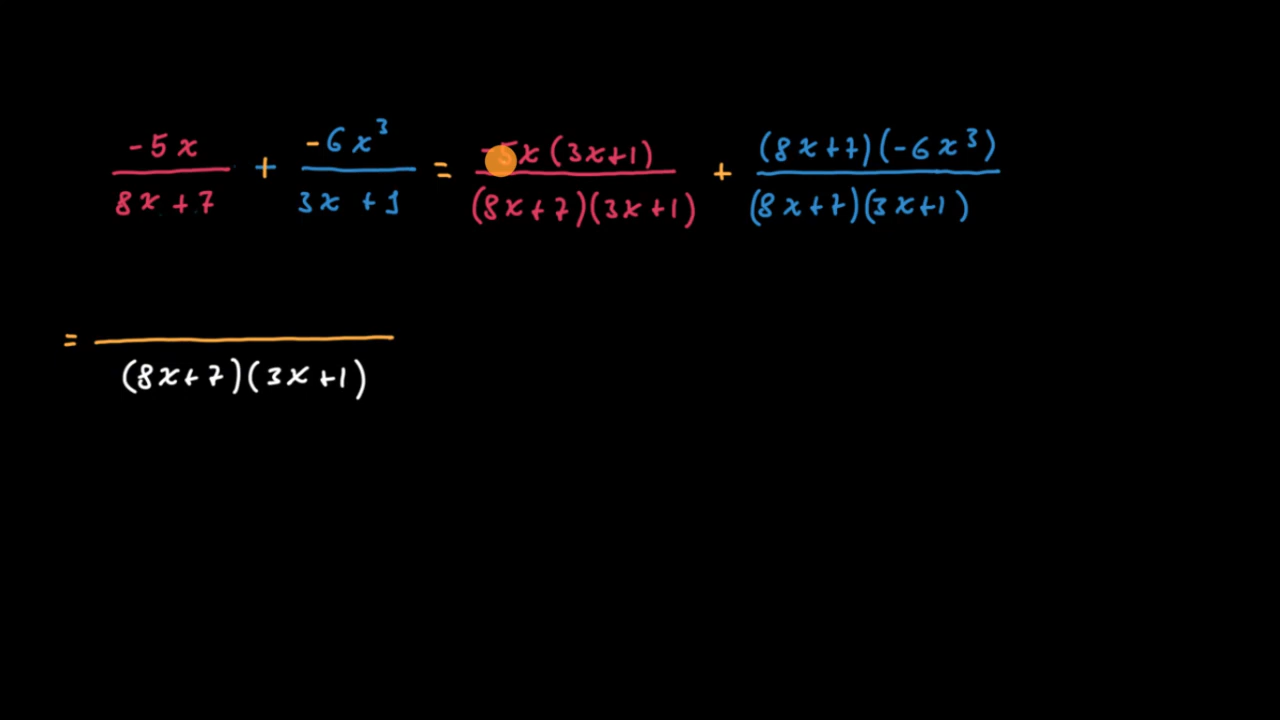 -5x/(8x+7) + -6x³/(3x+1) = -5x(3x+1)/((8x+7)(3x+1)) + (8x+7)(-6x³)/((8x+7)(3x+1))
= /((8x+7)(3x+1))